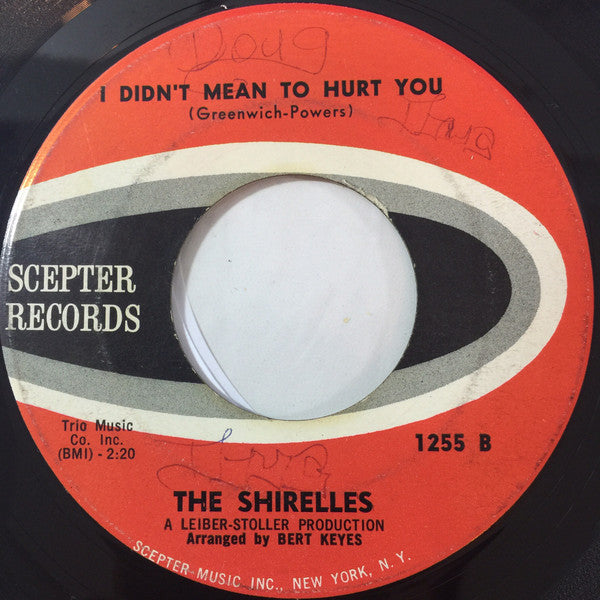 Doug
I DIDN'T MEAN TO HURT YOU
(Greenwich-Powers)
Doug
SCEPTER
RECORDS
Trio Music
Co. Inc.
(BMI) - 2:20
1255 B
THE SHIRELLES
A LEIBER-STOLLER PRODUCTION
Arranged by BERT KEYES
SCEPTER-MUSIC INC., NEW YORK, N.Y.